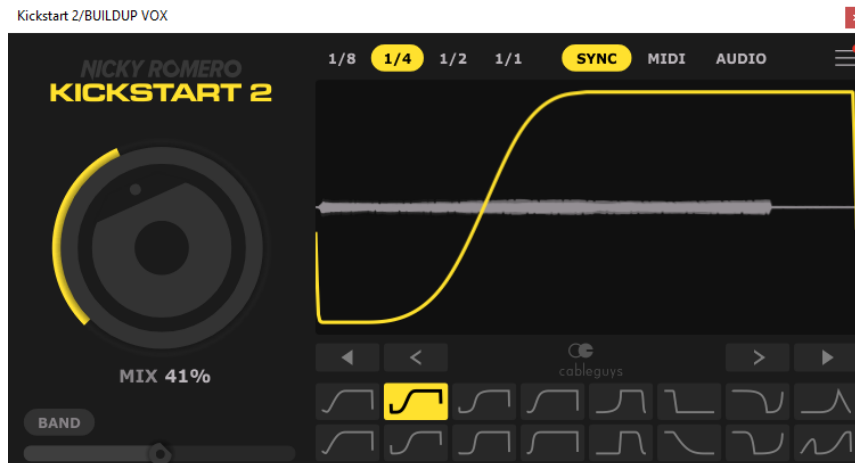 Kickstart 2/BUILDUP VOX
NICKY ROMERO
KICKSTART 2
1/8 1/4 1/2 1/1 SYNC MIDI AUDIO
MIX 41%
cableguys
BAND